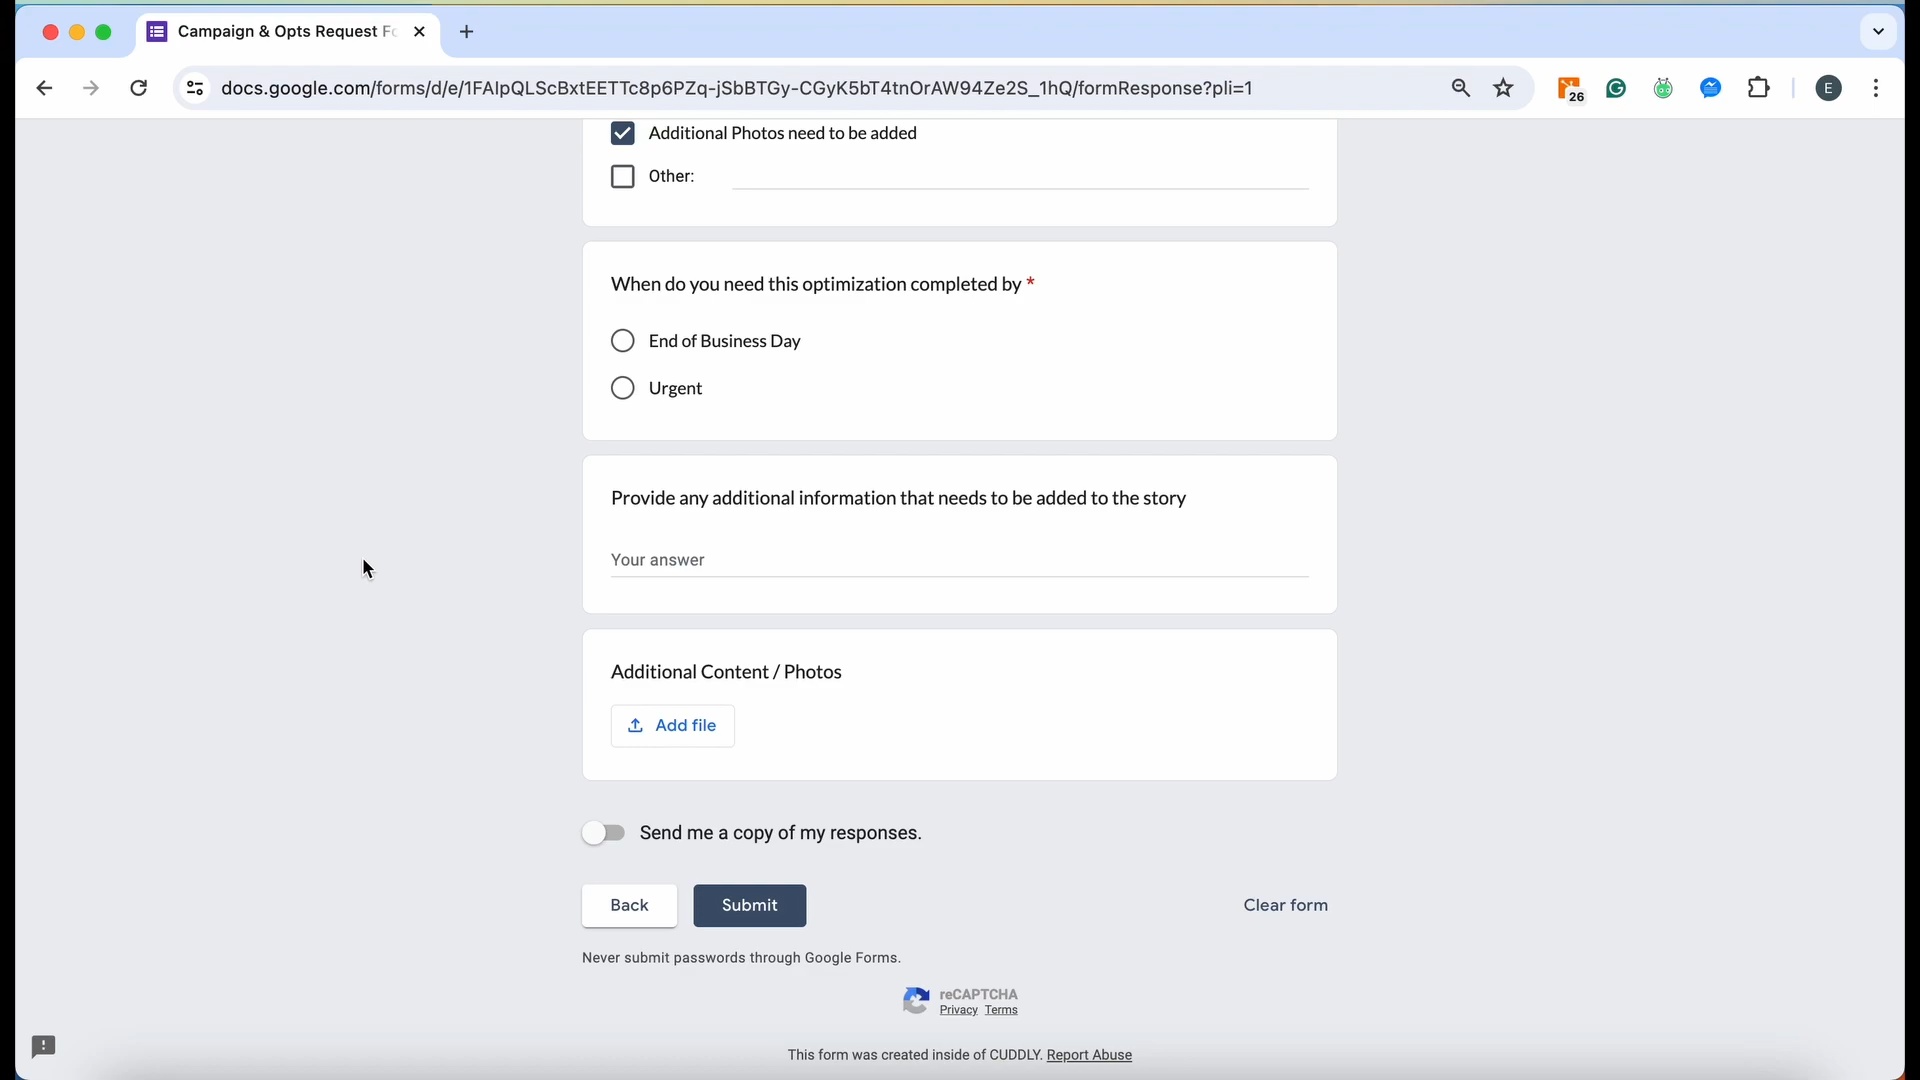 Campaign & Opts Request Fo
docs.google.com/forms/d/e/1FAIpQLScBxtEETTc8p6PZq-jSbBTGy-CGyK5bT4tnOrAW94Ze2S_1hQ/formResponse?pli=1
26
E
Additional Photos need to be added
Other:
When do you need this optimization completed by *
End of Business Day
Urgent
Provide any additional information that needs to be added to the story
Your answer
Additional Content / Photos
Add file
Send me a copy of my responses.
Back
Submit
Clear form
Never submit passwords through Google Forms.
reCAPTCHA
Privacy Terms
This form was created inside of CUDDLY. Report Abuse